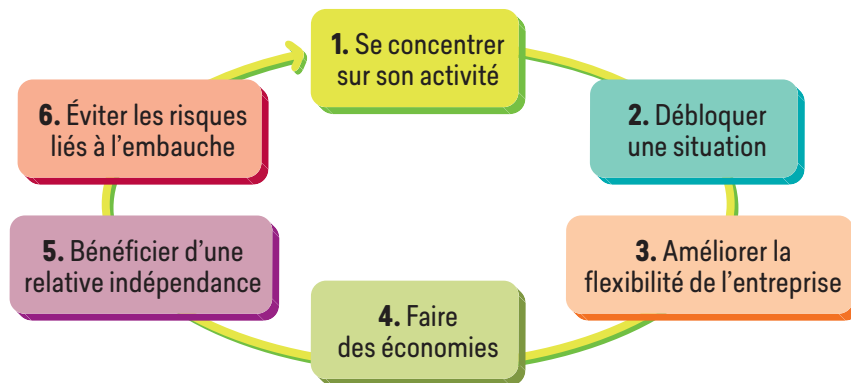 1. Se concentrer
sur son activité
2. Débloquer
une situation
3. Améliorer la
flexibilité de l’entreprise
4. Faire
des économies
5. Bénéficier d’une
relative indépendance
6. Éviter les risques
liés à l’embauche